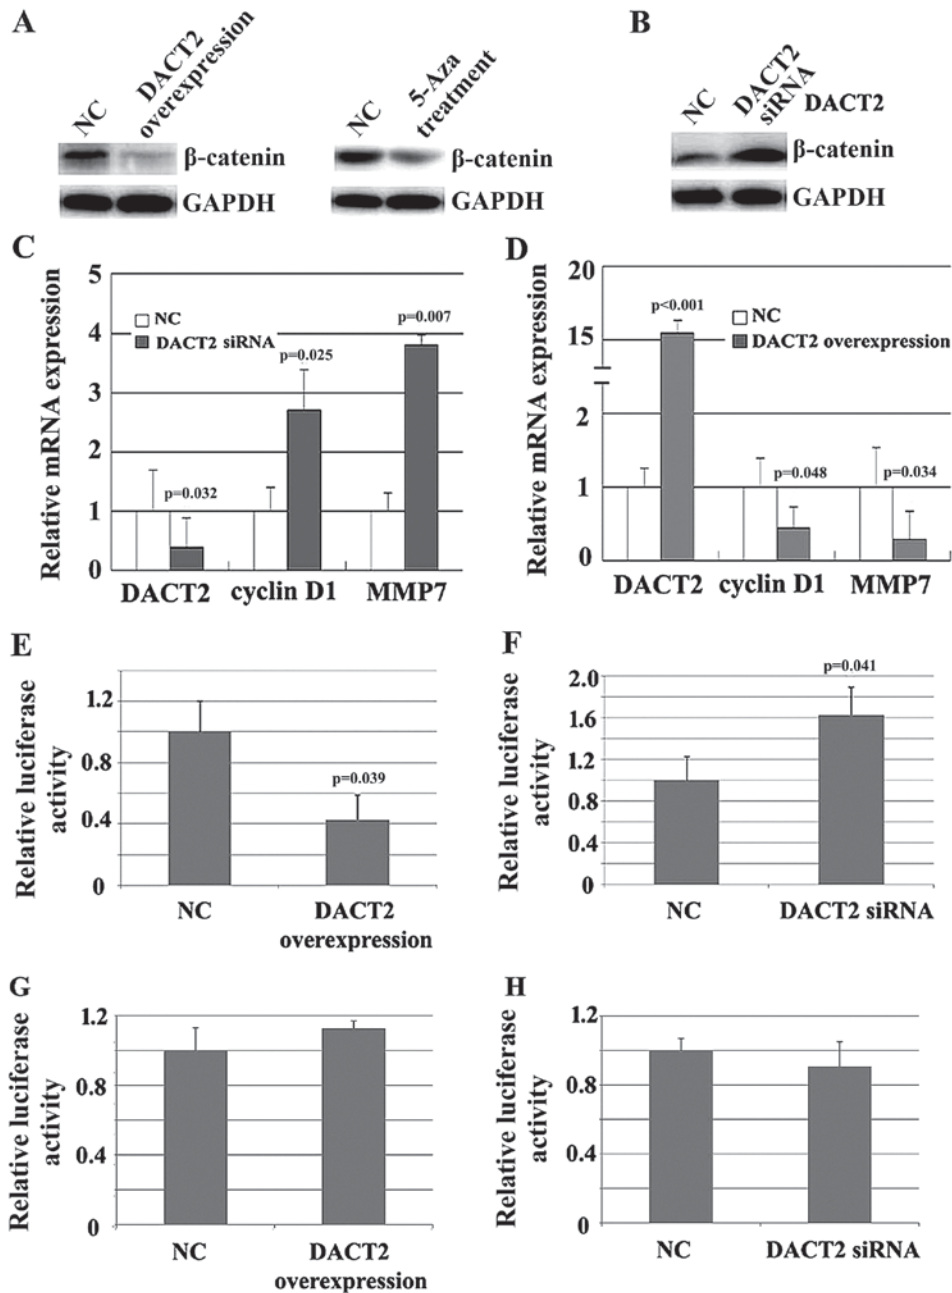 A
NC
DACT2
overexpression
β-catenin
GAPDH
NC
5-Aza
treatment
β-catenin
GAPDH
B
NC
DACT2
siRNA
DACT2
β-catenin
GAPDH
C
Relative mRNA expression
5
4
3
2
1
0
NC
DACT2 siRNA
p=0.032
p=0.025
p=0.007
DACT2
cyclin D1
MMP7
D
Relative mRNA expression
20
15
2
1
0
NC
DACT2 overexpression
p<0.001
p=0.048
p=0.034
DACT2
cyclin D1
MMP7
E
Relative luciferase
activity
1.2
0.8
0.4
0
p=0.039
NC
DACT2
overexpression
F
Relative luciferase
activity
2.0
1.6
1.2
0.8
0.4
0
p=0.041
NC
DACT2 siRNA
G
Relative luciferase
activity
1.2
0.8
0.4
0
NC
DACT2
overexpression
H
Relative luciferase
activity
1.2
0.8
0.4
0
NC
DACT2 siRNA